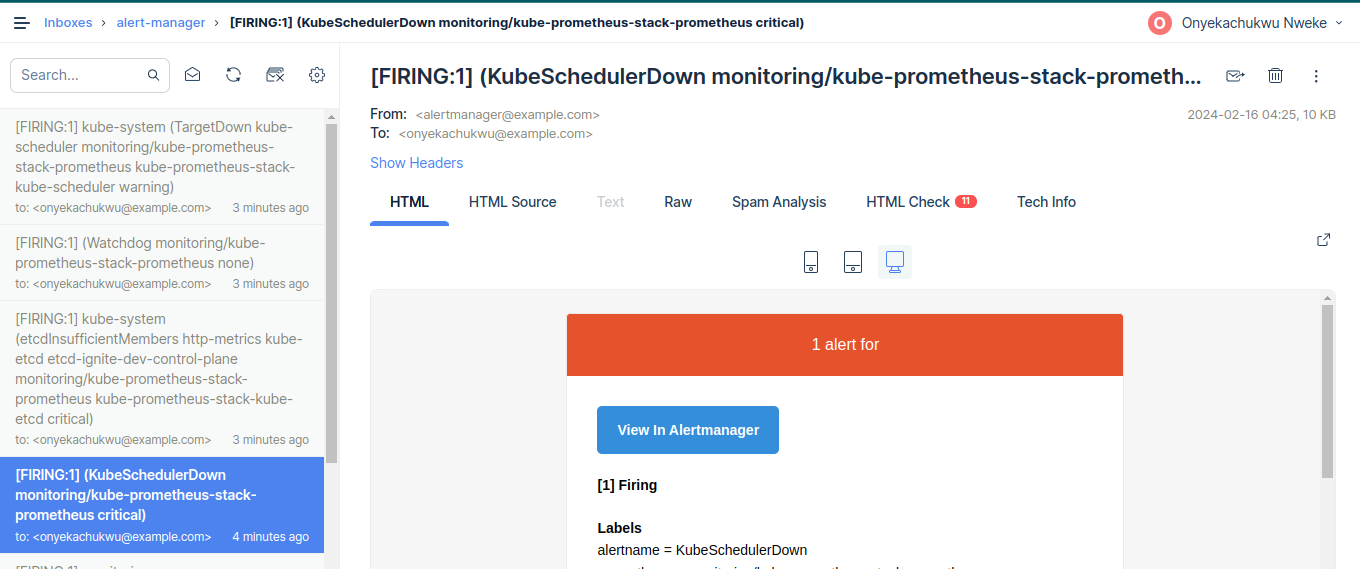 Inboxes › alert-manager › [FIRING:1] (KubeSchedulerDown monitoring/kube-prometheus-stack-prometheus critical)
O Onyekachukwu Nweke
Search...
[FIRING:1] kube-system (TargetDown kube-
scheduler monitoring/kube-prometheus-
stack-prometheus kube-prometheus-stack-
kube-scheduler warning)
to: <onyekachukwu@example.com> 3 minutes ago
[FIRING:1] (Watchdog monitoring/kube-
prometheus-stack-prometheus none)
to: <onyekachukwu@example.com> 3 minutes ago
[FIRING:1] kube-system
(etcdInsufficientMembers http-metrics kube-
etcd etcd-ignite-dev-control-plane
monitoring/kube-prometheus-stack-
prometheus kube-prometheus-stack-kube-
etcd critical)
to: <onyekachukwu@example.com> 3 minutes ago
[FIRING:1] (KubeSchedulerDown
monitoring/kube-prometheus-stack-
prometheus critical)
to: <onyekachukwu@example.com> 4 minutes ago
[FIRING:1] (KubeSchedulerDown monitoring/kube-prometheus-stack-prometh...
From: <alertmanager@example.com>
2024-02-16 04:25, 10 KB
To: <onyekachukwu@example.com>
Show Headers
HTML HTML Source Text Raw Spam Analysis HTML Check 11 Tech Info
1 alert for
View In Alertmanager
[1] Firing
Labels
alertname = KubeSchedulerDown